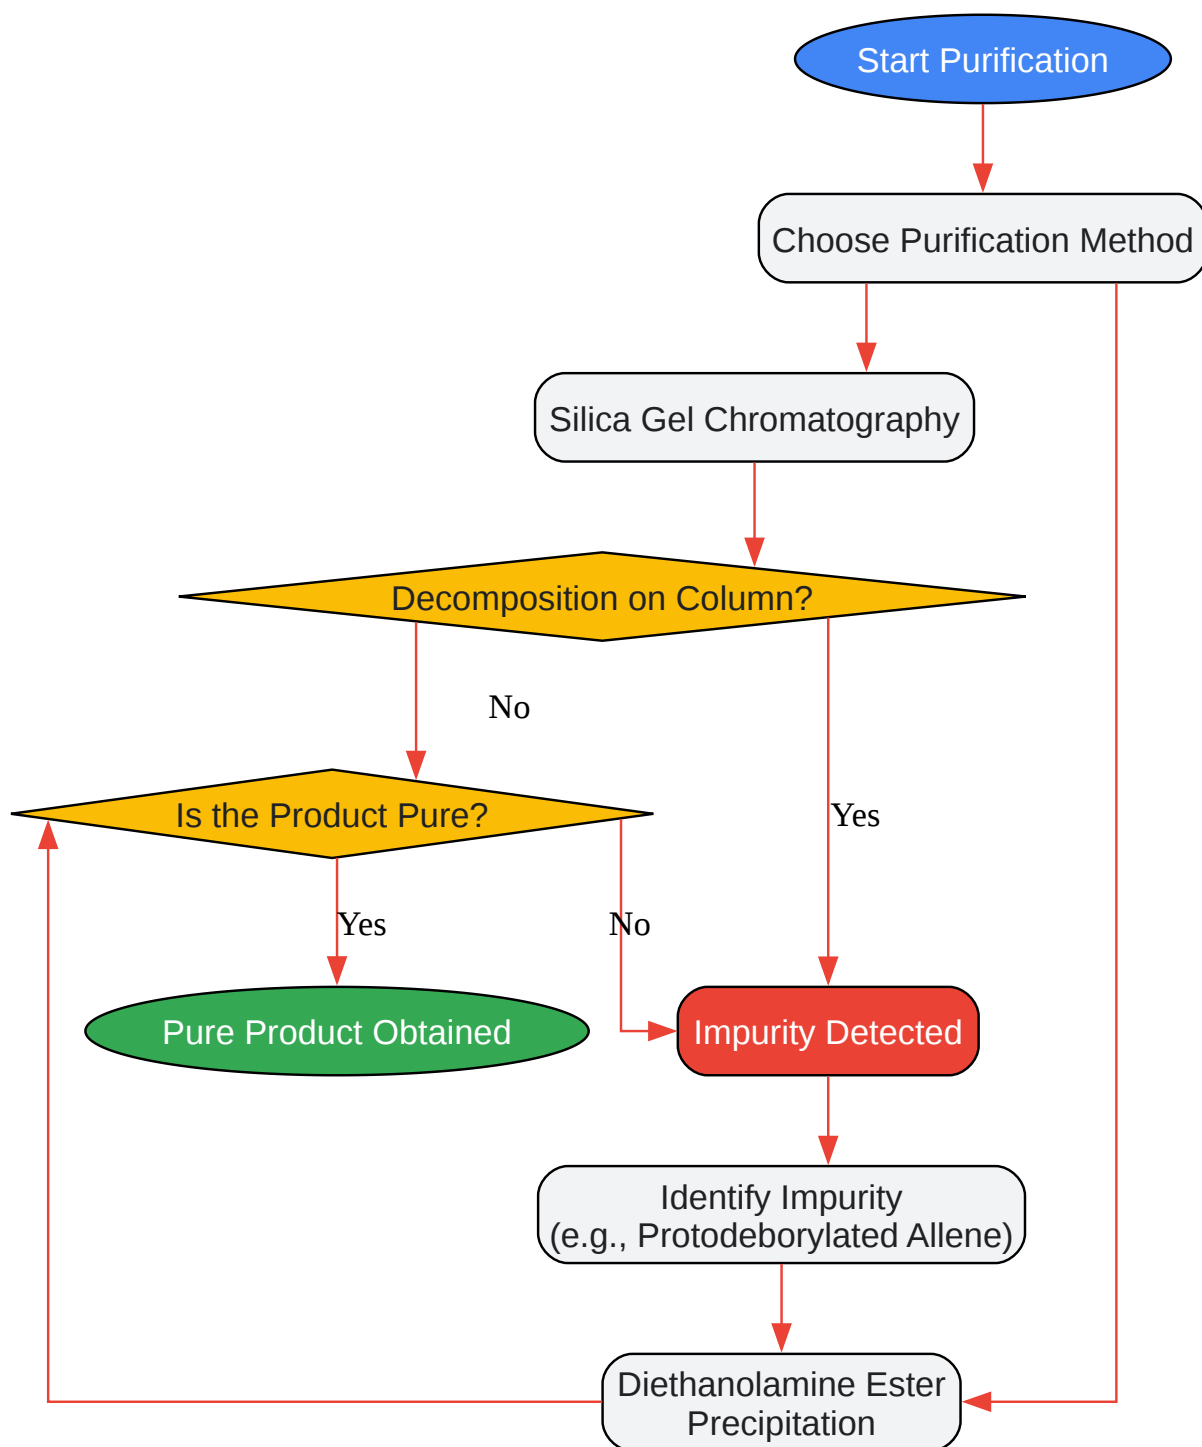 Start Purification
Choose Purification Method
Silica Gel Chromatography
Decomposition on Column?
No
Is the Product Pure?
Yes
Yes
No
Pure Product Obtained
Impurity Detected
Identify Impurity
(e.g., Protodeborylated Allene)
Diethanolamine Ester
Precipitation